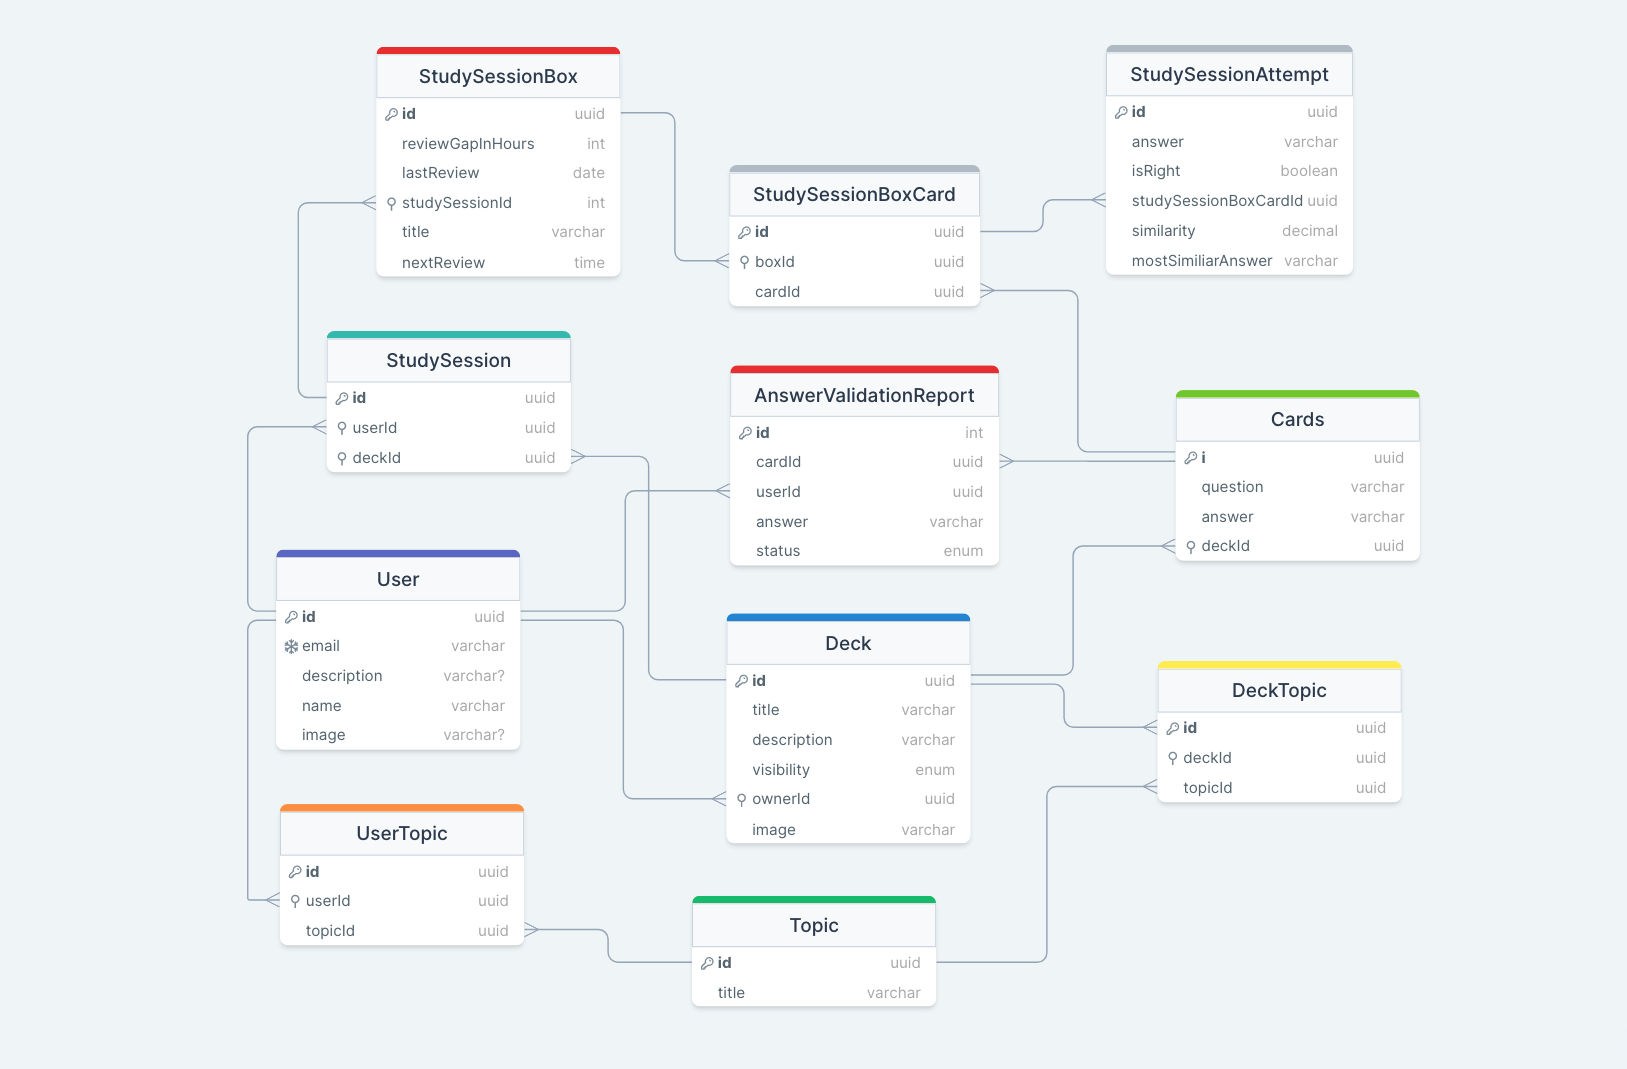 StudySessionBox
id uuid
reviewGapInHours int
lastReview date
studySessionId int
title varchar
nextReview time
StudySessionAttempt
id uuid
answer varchar
isRight boolean
studySessionBoxCardId uuid
similarity decimal
mostSimiliarAnswer varchar
StudySessionBoxCard
id uuid
boxId uuid
cardId uuid
StudySession
id uuid
userId uuid
deckId uuid
AnswerValidationReport
id int
cardId uuid
userId uuid
answer varchar
status enum
Cards
i uuid
question varchar
answer varchar
deckId uuid
User
id uuid
email varchar
description varchar?
name varchar
image varchar?
Deck
id uuid
title varchar
description varchar
visibility enum
ownerId uuid
image varchar
DeckTopic
id uuid
deckId uuid
topicId uuid
UserTopic
id uuid
userId uuid
topicId uuid
Topic
id uuid
title varchar